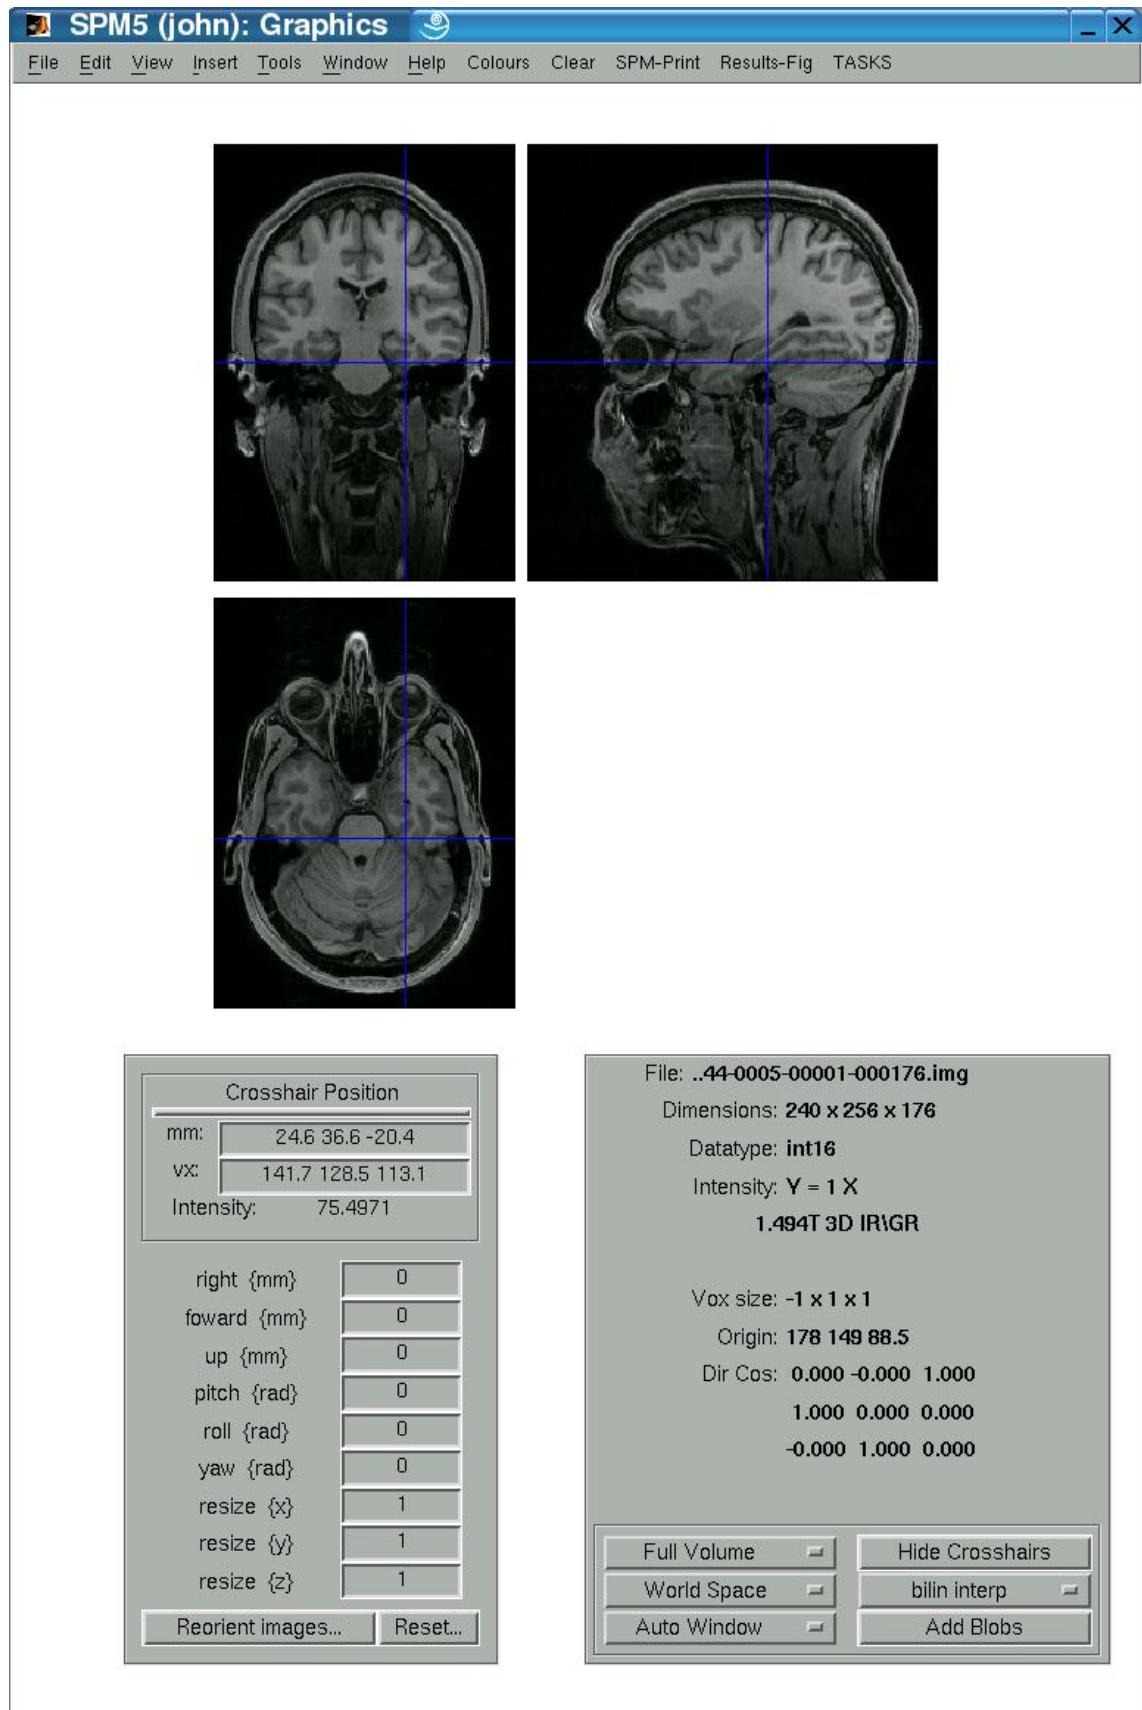 SPM5 (john): Graphics
File Edit View Insert Tools Window Help Colours Clear SPM-Print Results-Fig TASKS
Crosshair Position
mm: 24.6 36.6 -20.4
vx: 141.7 128.5 113.1
Intensity: 75.4971
right {mm} 0
foward {mm} 0
up {mm} 0
pitch {rad} 0
roll {rad} 0
yaw {rad} 0
resize {x} 1
resize {y} 1
resize {z} 1
Reorient images... Reset...
File: ..44-0005-00001-000176.img
Dimensions: 240 x 256 x 176
Datatype: int16
Intensity: Y = 1 X
1.494T 3D IR\GR
Vox size: -1 x 1 x 1
Origin: 178 149 88.5
Dir Cos: 0.000 -0.000 1.000
1.000 0.000 0.000
-0.000 1.000 0.000
Full Volume Hide Crosshairs
World Space bilin interp
Auto Window Add Blobs